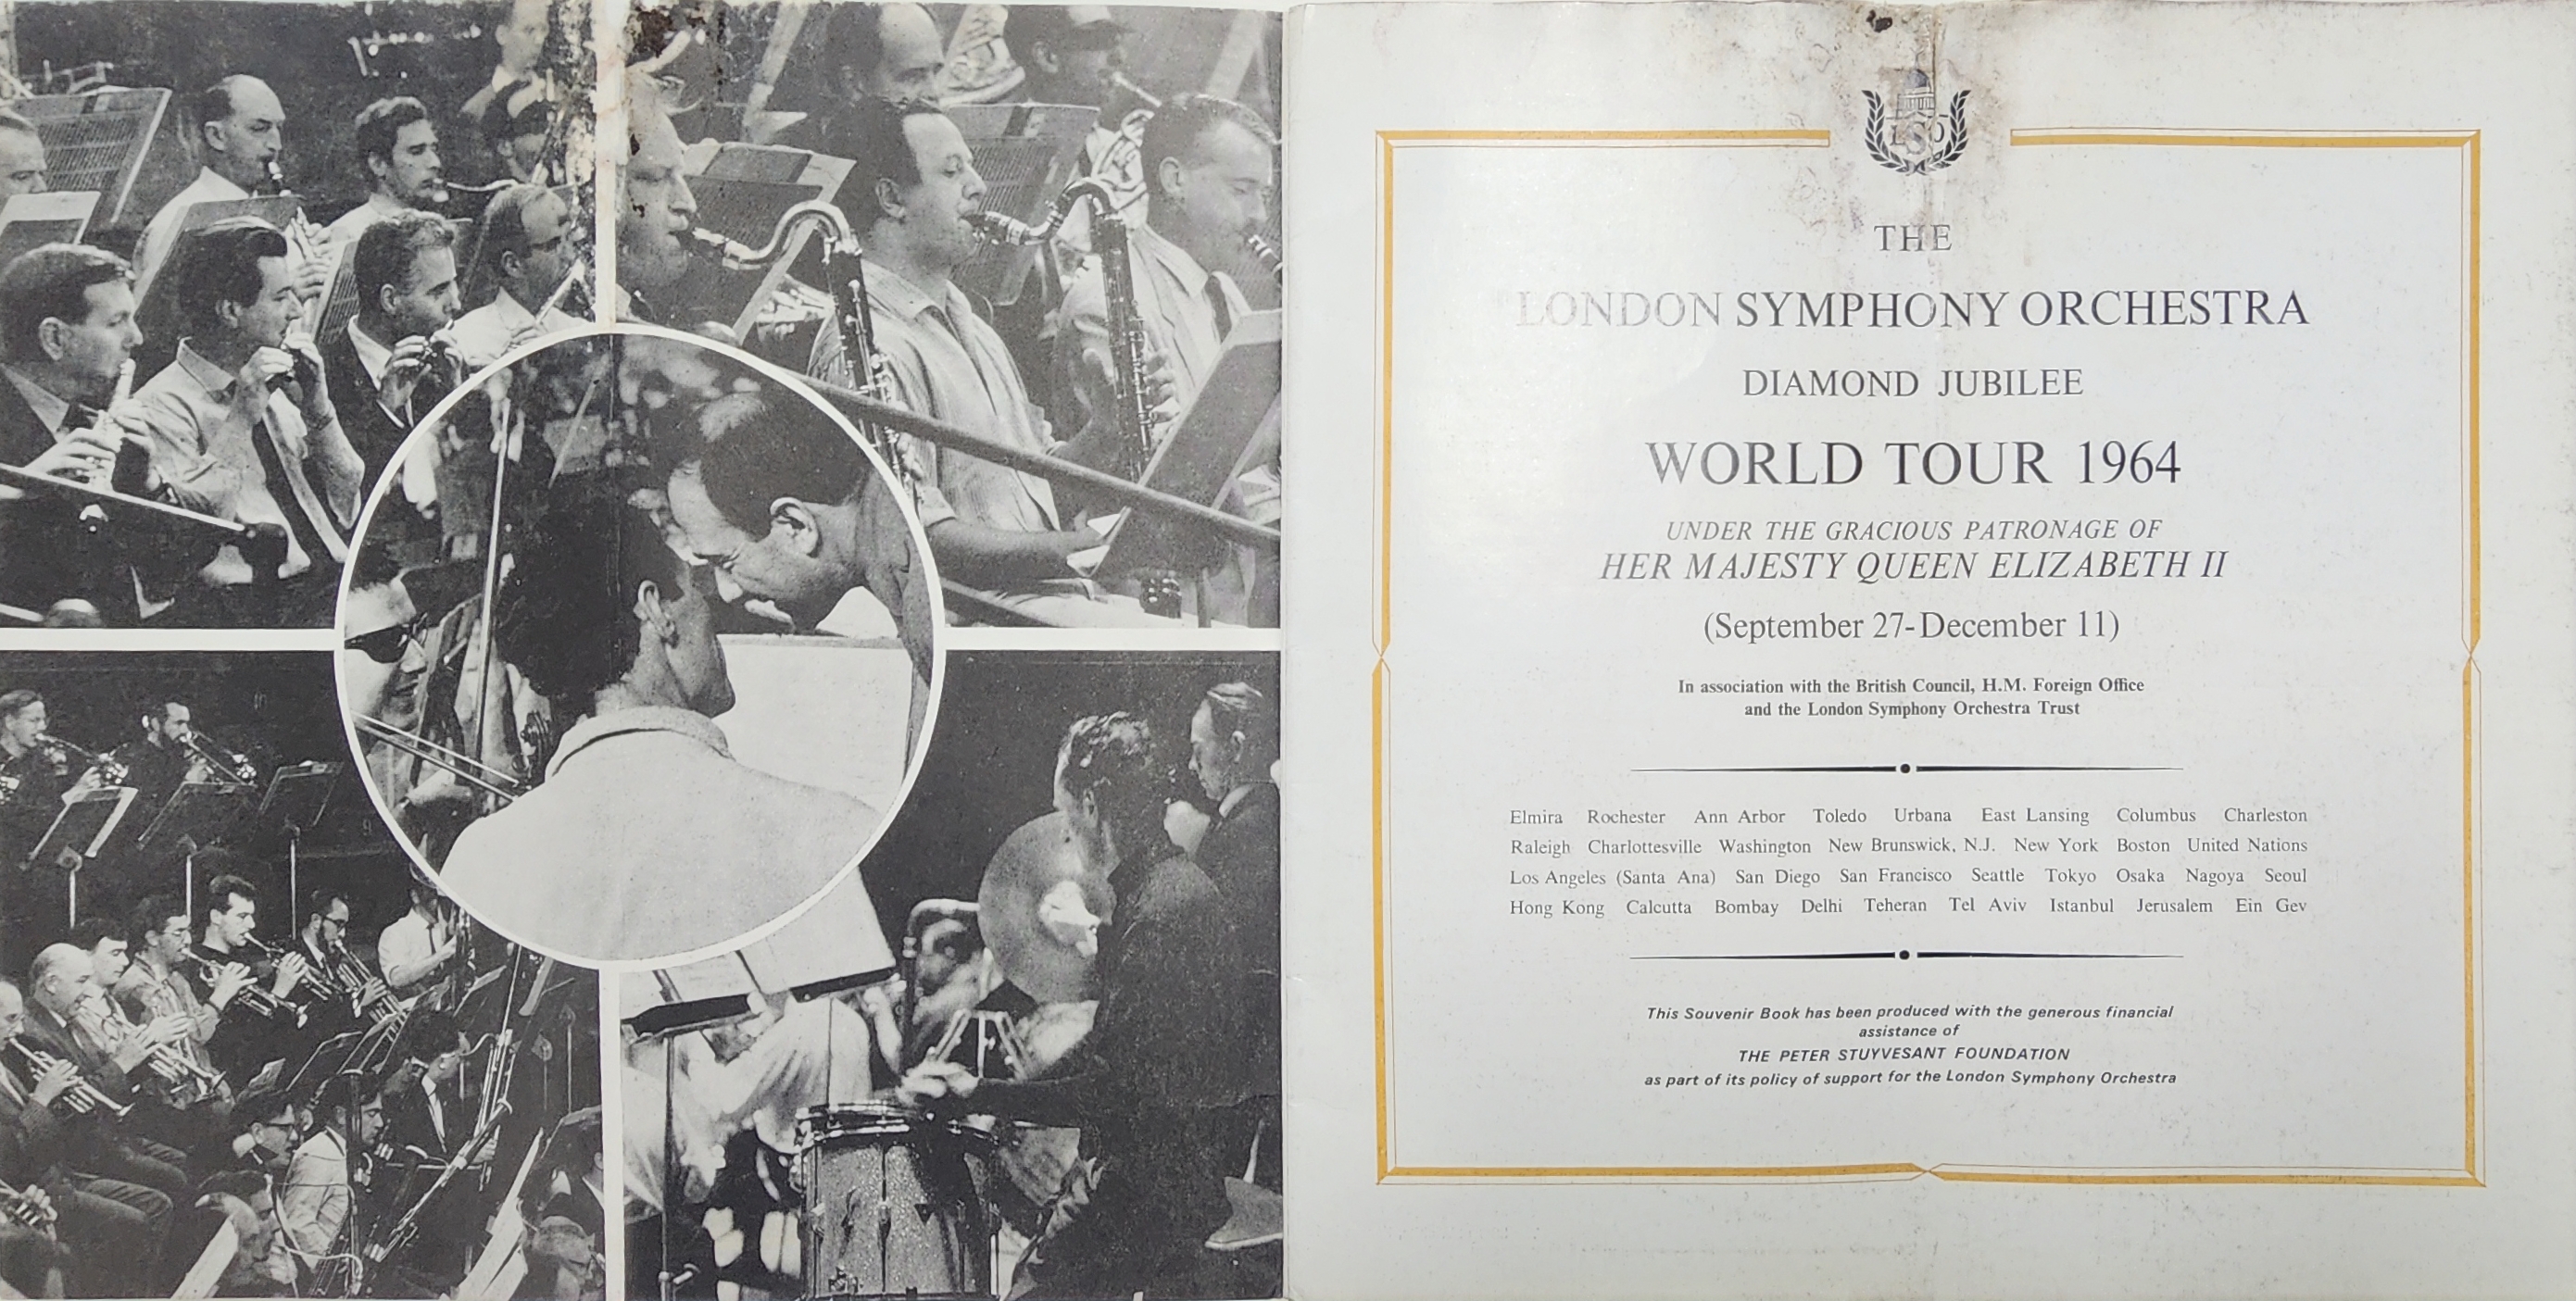 LSO
THE
LONDON SYMPHONY ORCHESTRA
DIAMOND JUBILEE
WORLD TOUR 1964
UNDER THE GRACIOUS PATRONAGE OF
HER MAJESTY QUEEN ELIZABETH II
(September 27-December 11)
In association with the British Council, H.M. Foreign Office
and the London Symphony Orchestra Trust
Elmira Rochester Ann Arbor Toledo Urbana East Lansing Columbus Charleston
Raleigh Charlottesville Washington New Brunswick, N.J. New York Boston United Nations
Los Angeles (Santa Ana) San Diego San Francisco Seattle Tokyo Osaka Nagoya Seoul
Hong Kong Calcutta Bombay Delhi Teheran Tel Aviv Istanbul Jerusalem Ein Gev
This Souvenir Book has been produced with the generous financial
assistance of
THE PETER STUYVESANT FOUNDATION
as part of its policy of support for the London Symphony Orchestra